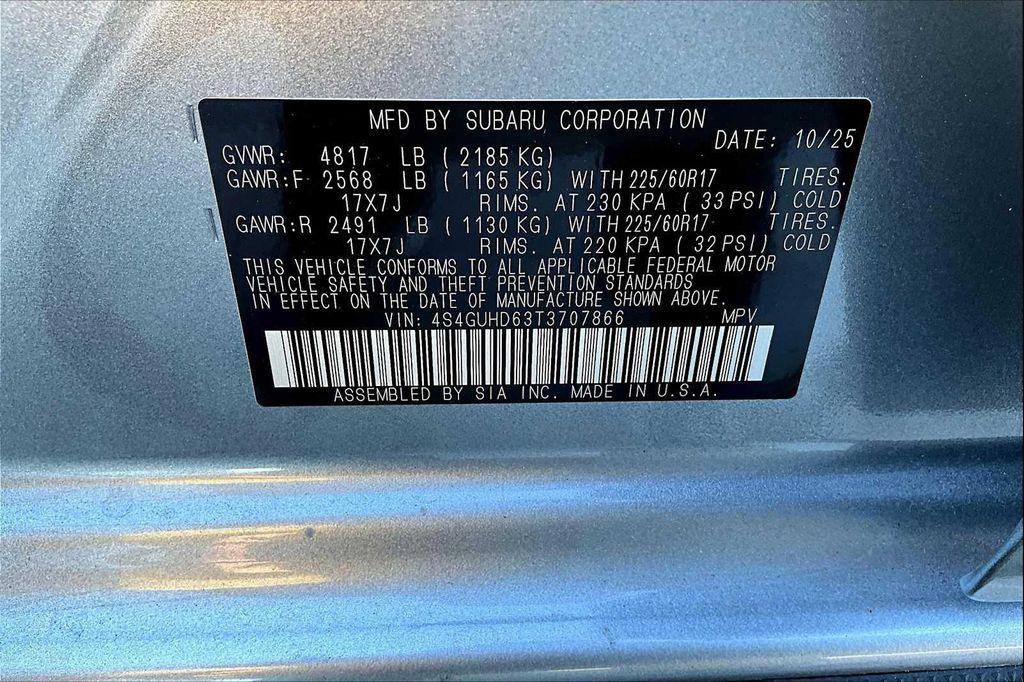 MFD BY SUBARU CORPORATION
DATE: 10/25
GVWR: 4817 LB (2185 KG)
GAWR:F 2568 LB (1165 KG) WITH 225/60R17 TIRES.
17X7J RIMS. AT 230 KPA (33 PSI) COLD
GAWR:R 2491 LB (1130 KG) WITH 225/60R17 TIRES.
17X7J RIMS. AT 220 KPA (32 PSI) COLD
THIS VEHICLE CONFORMS TO ALL APPLICABLE FEDERAL MOTOR
VEHICLE SAFETY AND THEFT PREVENTION STANDARDS
IN EFFECT ON THE DATE OF MANUFACTURE SHOWN ABOVE.
VIN: 4S4GUHD63T3707866 MPV
ASSEMBLED BY SIA INC. MADE IN U.S.A.